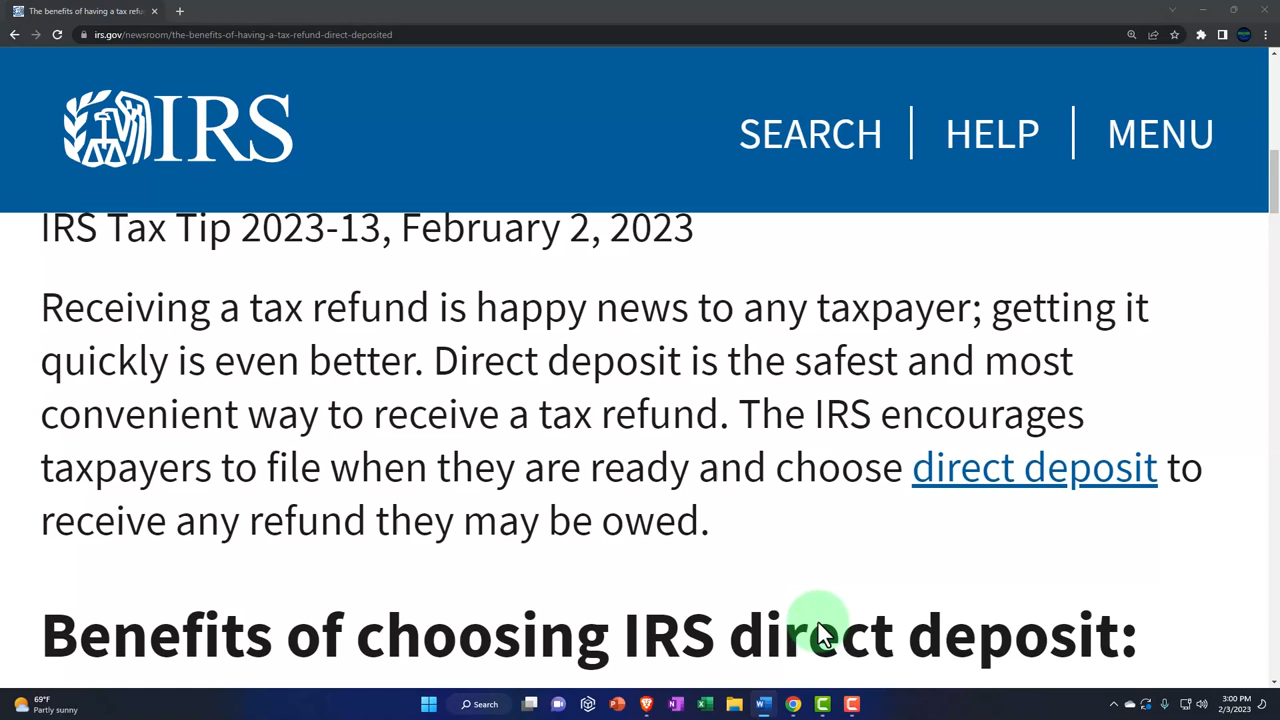 The benefits of having a tax refu
irs.gov/newsroom/the-benefits-of-having-a-tax-refund-direct-deposited
IRS
SEARCH
HELP
MENU
IRS Tax Tip 2023-13, February 2, 2023
Receiving a tax refund is happy news to any taxpayer; getting it
quickly is even better. Direct deposit is the safest and most
convenient way to receive a tax refund. The IRS encourages
taxpayers to file when they are ready and choose direct deposit to
receive any refund they may be owed.
Benefits of choosing IRS direct deposit:
69°F
Partly sunny
Search
3:00 PM
2/3/2023